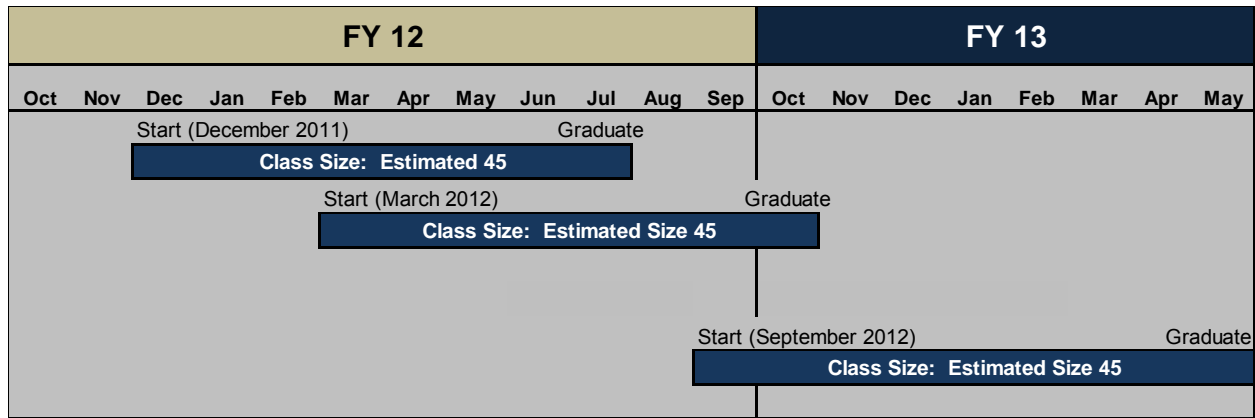 FY 12 FY 13
Oct Nov Dec Jan Feb Mar Apr May Jun Jul Aug Sep Oct Nov Dec Jan Feb Mar Apr May
Start (December 2011) Graduate
Class Size: Estimated 45
Start (March 2012) Graduate
Class Size: Estimated Size 45
Start (September 2012) Graduate
Class Size: Estimated Size 45